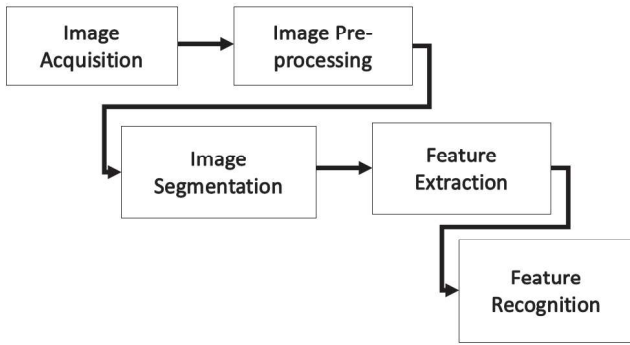 Image
Acquisition
Image Pre-
processing
Image
Segmentation
Feature
Extraction
Feature
Recognition